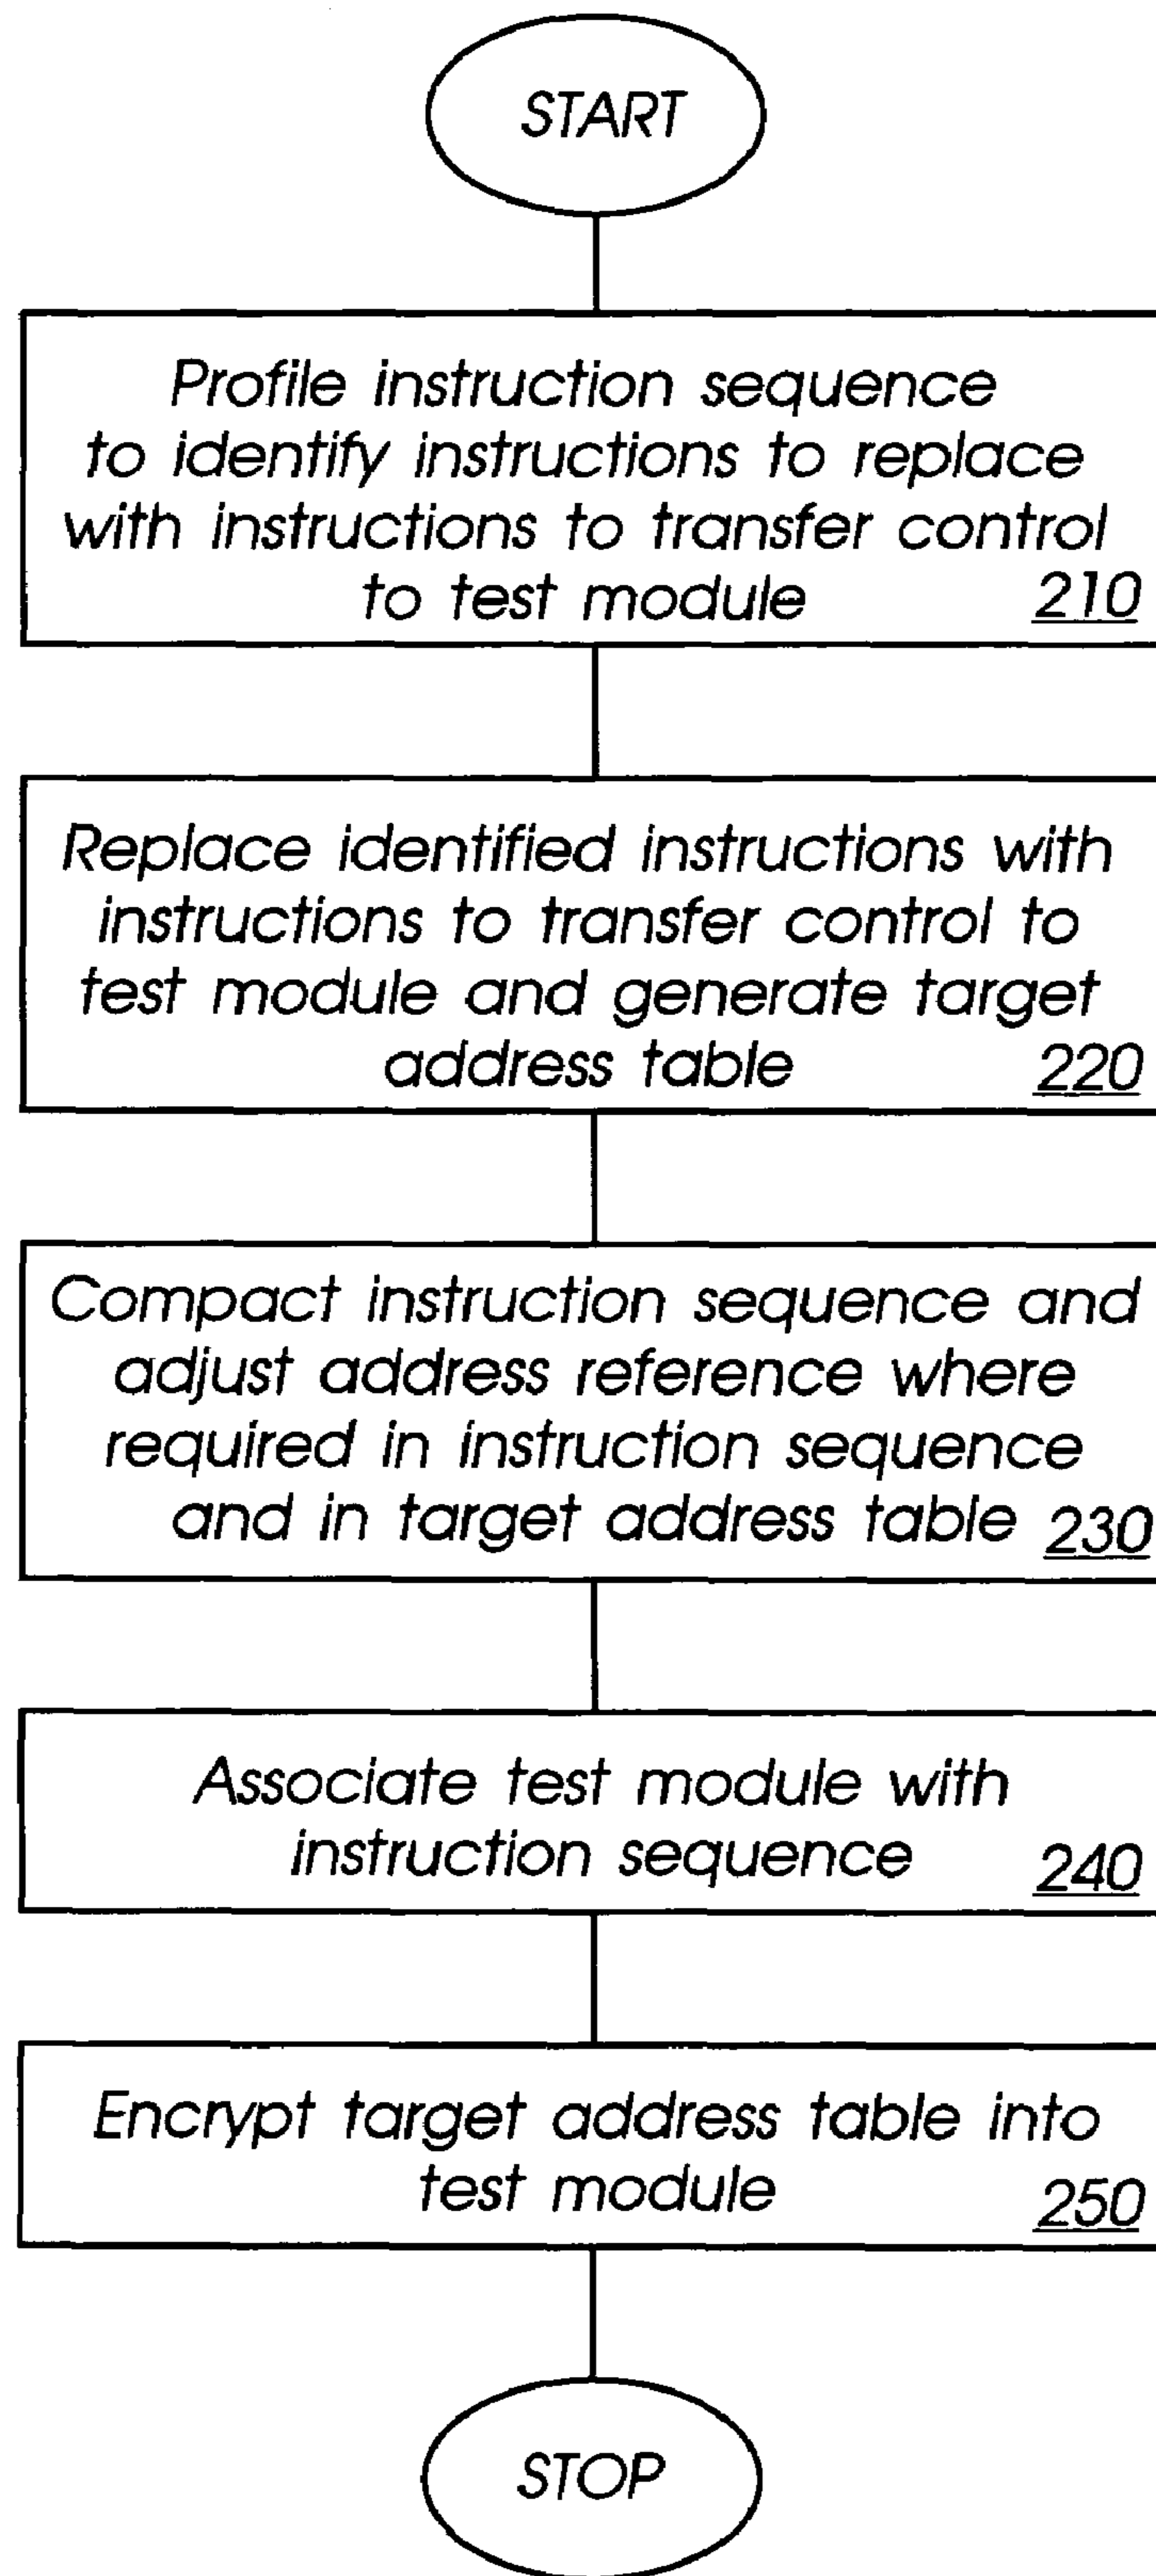 START
Profile instruction sequence
to identify instructions to replace
with instructions to transfer control
to test module 210
Replace identified instructions with
instructions to transfer control to
test module and generate target
address table 220
Compact instruction sequence and
adjust address reference where
required in instruction sequence
and in target address table 230
Associate test module with
instruction sequence 240
Encrypt target address table into
test module 250
STOP